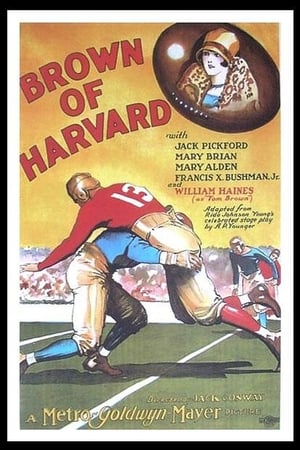 BROWN
OF
HARVARD
with
JACK PICKFORD
MARY BRIAN
MARY ALDEN
FRANCIS X. BUSHMAN, Jr.
and
WILLIAM HAINES
(as Tom Brown)
Adapted from
Rida Johnson Young's
celebrated stage play
by A.P. Younger
13
Directed by JACK CONWAY
A Metro-Goldwyn-Mayer PICTURE